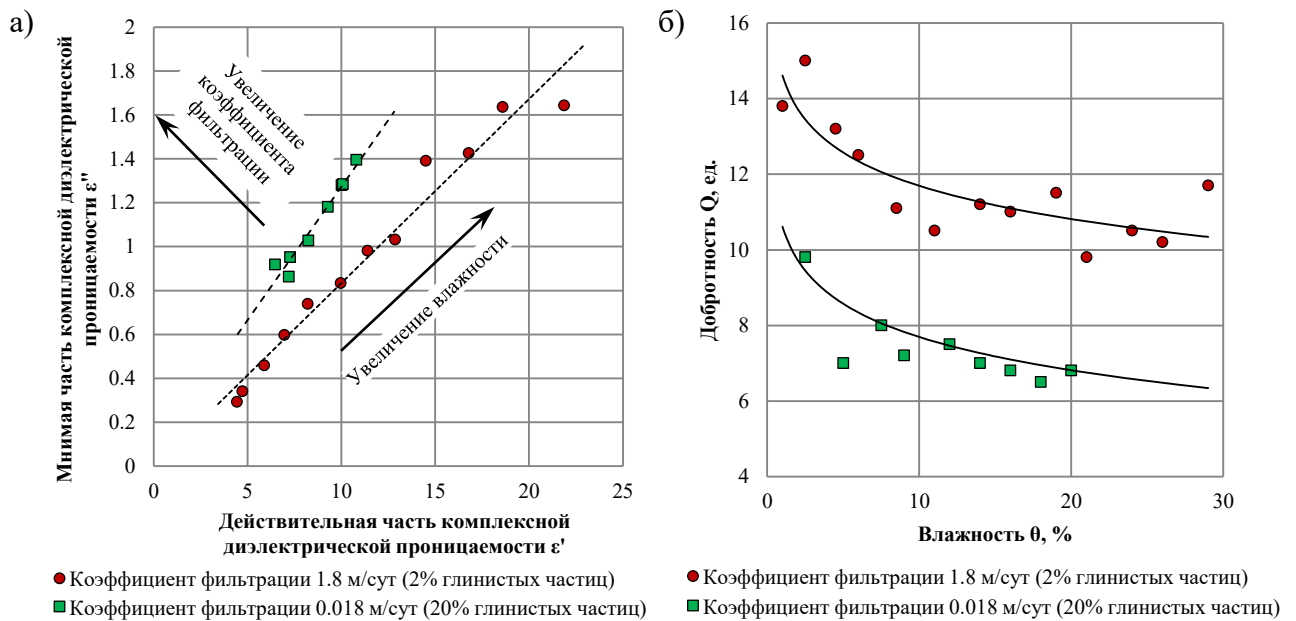 а)
Мнимая часть комплексной диэлектрической
проницаемости ε''
2
1.8
1.6
1.4
1.2
1
0.8
0.6
0.4
0.2
0
0
5
10
15
20
25
Увеличение
коэффициента
фильтрации
Увеличение влажности
Действительная часть комплексной
диэлектрической проницаемости ε'
Коэффициент фильтрации 1.8 м/сут (2% глинистых частиц)
Коэффициент фильтрации 0.018 м/сут (20% глинистых частиц)
б)
Добротность Q, ед.
16
14
12
10
8
6
4
0
10
20
30
Влажность θ, %
Коэффициент фильтрации 1.8 м/сут (2% глинистых частиц)
Коэффициент фильтрации 0.018 м/сут (20% глинистых частиц)